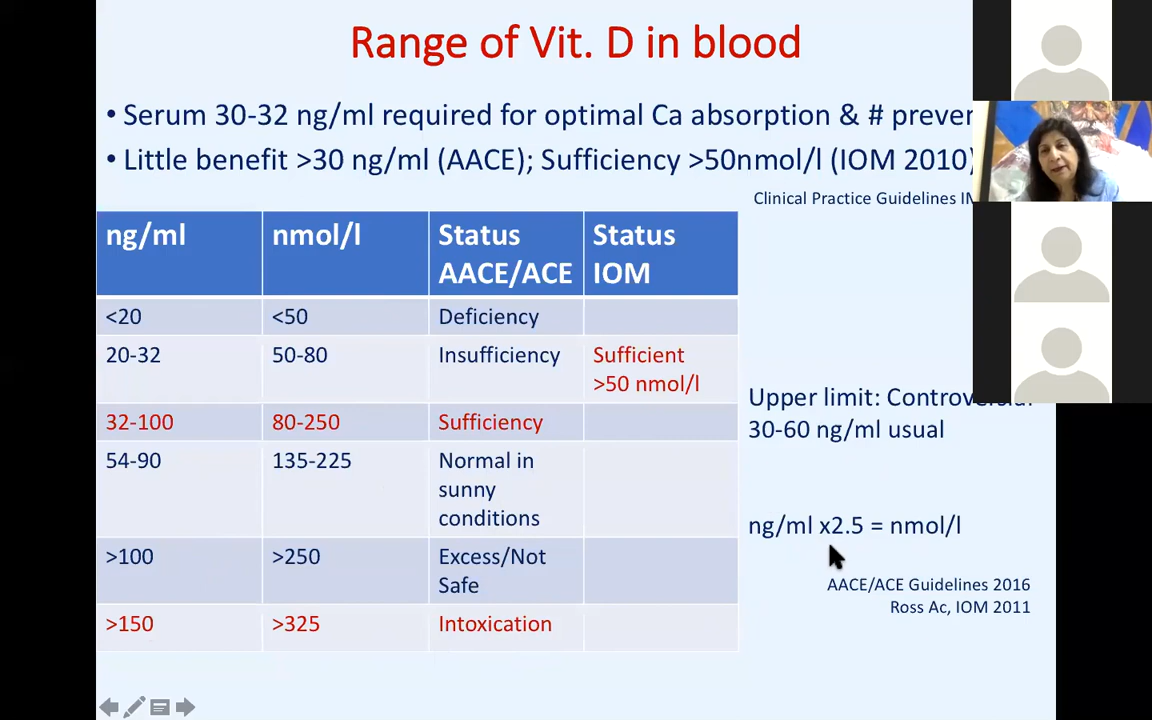 Range of Vit. D in blood
• Serum 30-32 ng/ml required for optimal Ca absorption & #
• Little benefit >30 ng/ml (AACE); Sufficiency >50nmol/l (IOM 2010)
Clinical Practice Guidelines
ng/ml nmol/l Status AACE/ACE Status IOM
<20 <50 Deficiency
20-32 50-80 Insufficiency Sufficient >50 nmol/l
32-100 80-250 Sufficiency
54-90 135-225 Normal in sunny conditions
>100 >250 Excess/Not Safe
>150 >325 Intoxication
Upper limit:
30-60 ng/ml usual
ng/ml x2.5 = nmol/l
AACE/ACE Guidelines 2016
Ross Ac, IOM 2011